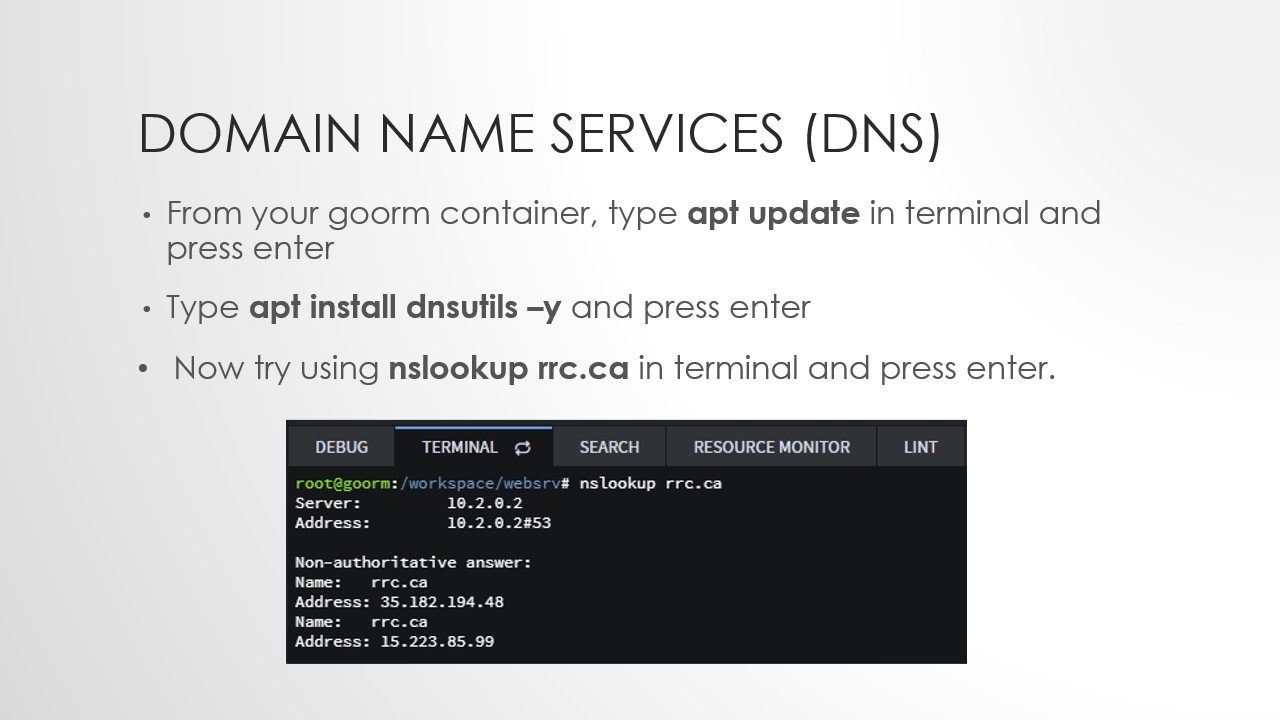 DOMAIN NAME SERVICES (DNS)
• From your goorm container, type apt update in terminal and
press enter
• Type apt install dnsutils –y and press enter
• Now try using nslookup rrc.ca in terminal and press enter.
DEBUG TERMINAL SEARCH RESOURCE MONITOR LINT
root@goorm:/workspace/websrv# nslookup rrc.ca
Server: 10.2.0.2
Address: 10.2.0.2#53
Non-authoritative answer:
Name: rrc.ca
Address: 35.182.194.48
Name: rrc.ca
Address: 15.223.85.99